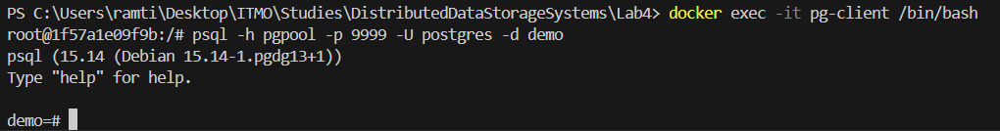 PS C:\Users\ramti\Desktop\ITMO\Studies\DistributedDataStorageSystems\Lab4> docker exec -it pg-client /bin/bash
root@1f57a1e09f9b:/# psql -h pgpool -p 9999 -U postgres -d demo
psql (15.14 (Debian 15.14-1.pgdg13+1))
Type "help" for help.
demo=#